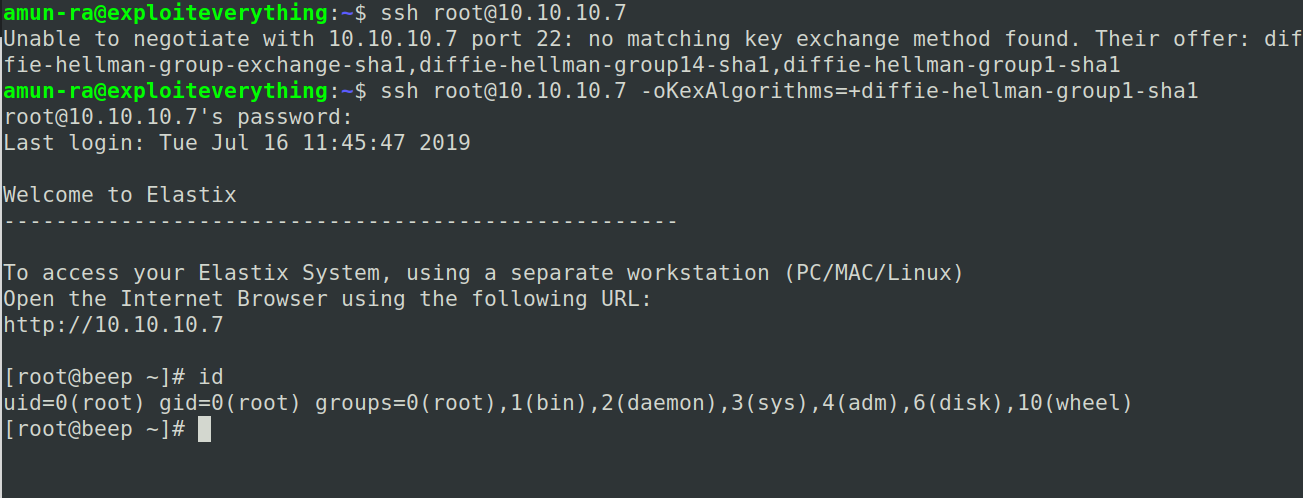 amun-ra@exploiteverything:~$ ssh root@10.10.10.7
Unable to negotiate with 10.10.10.7 port 22: no matching key exchange method found. Their offer: dif
fie-hellman-group-exchange-sha1,diffie-hellman-group14-sha1,diffie-hellman-group1-sha1
amun-ra@exploiteverything:~$ ssh root@10.10.10.7 -oKexAlgorithms=+diffie-hellman-group1-sha1
root@10.10.10.7's password:
Last login: Tue Jul 16 11:45:47 2019
Welcome to Elastix
----------------------------------------------------
To access your Elastix System, using a separate workstation (PC/MAC/Linux)
Open the Internet Browser using the following URL:
http://10.10.10.7
[root@beep ~]# id
uid=0(root) gid=0(root) groups=0(root),1(bin),2(daemon),3(sys),4(adm),6(disk),10(wheel)
[root@beep ~]#